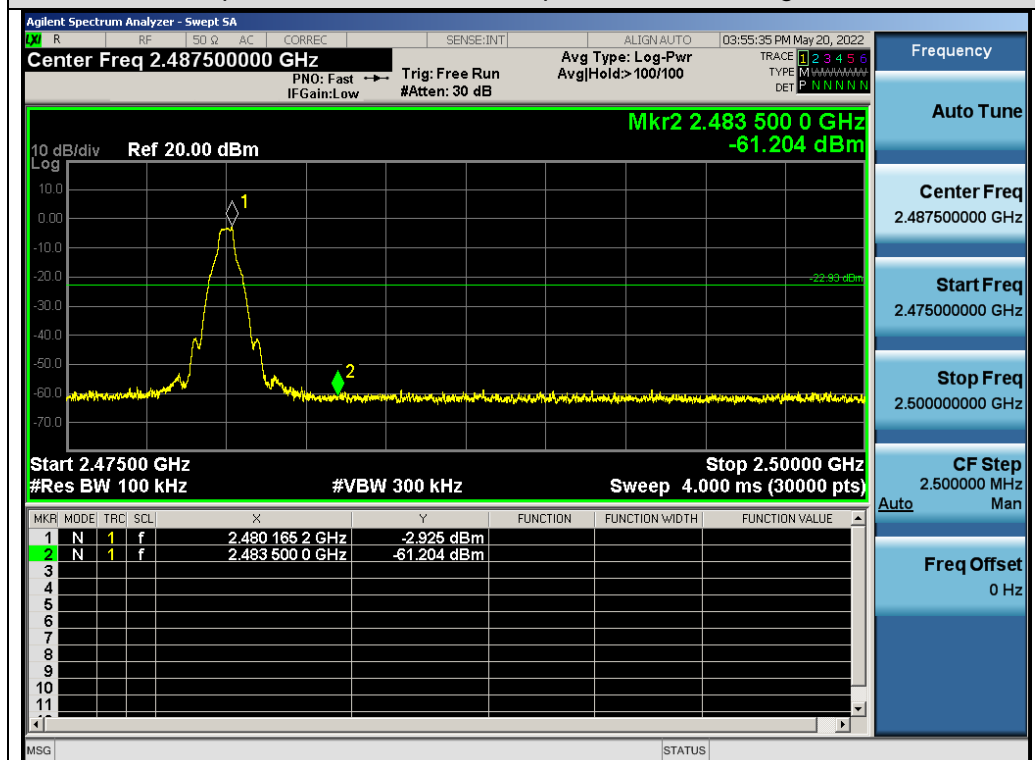 Agilent Spectrum Analyzer - Swept SA
LXI R RF 50 Ω AC CORREC SENSE:INT ALIGN AUTO 03:55:35 PM May 20, 2022
Center Freq 2.487500000 GHz
PNO: Fast
IFGain:Low
Trig: Free Run
#Atten: 30 dB
Avg Type: Log-Pwr
Avg|Hold:>100/100
TRACE 1 2 3 4 5 6
TYPE M WWWWW
DET P N N N N N
Mkr2 2.483 500 0 GHz
-61.204 dBm
10 dB/div Ref 20.00 dBm
Log
10.0
0.00
-10.0
-20.0
-30.0
-40.0
-50.0
-60.0
-70.0
1
2
-22.93 dBm
Start 2.47500 GHz Stop 2.50000 GHz
#Res BW 100 kHz #VBW 300 kHz Sweep 4.000 ms (30000 pts)
MKR MODE TRC SCL X Y FUNCTION FUNCTION WIDTH FUNCTION VALUE
1 N 1 f 2.480 165 2 GHz -2.925 dBm
2 N 1 f 2.483 500 0 GHz -61.204 dBm
3
4
5
6
7
8
9
10
11
MSG STATUS
Frequency
Auto Tune
Center Freq
2.487500000 GHz
Start Freq
2.475000000 GHz
Stop Freq
2.500000000 GHz
CF Step
2.500000 MHz
Auto Man
Freq Offset
0 Hz